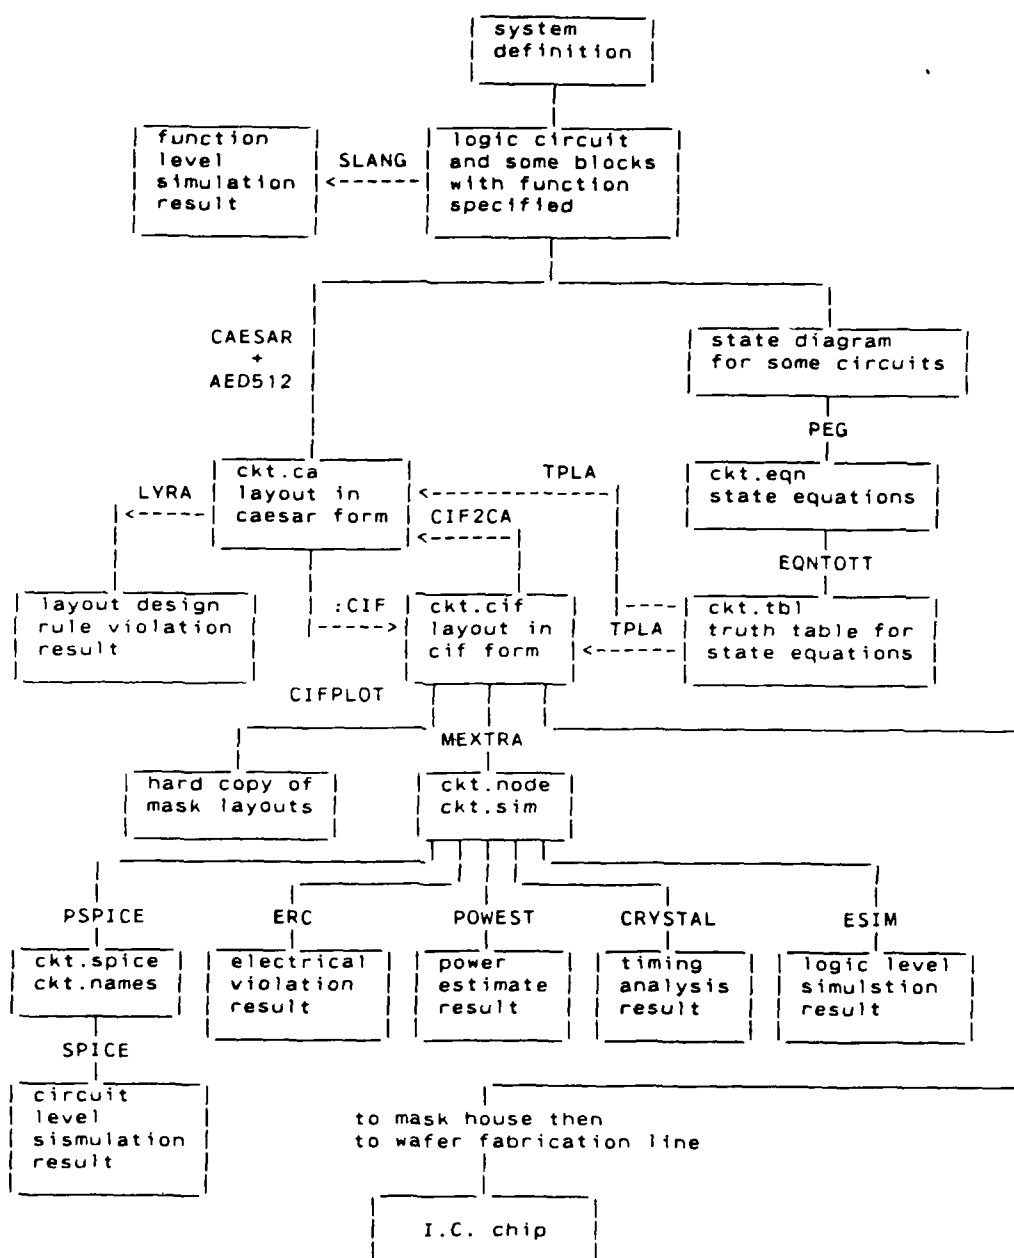 system
definition
function
level
simulation
result
SLANG
logic circuit
and some blocks
with function
specified
CAESAR
+
AED512
state diagram
for some circuits
PEG
LYRA
ckt.ca
layout in
caesar form
TPLA
CIF2CA
ckt.eqn
state equations
EQNTOTT
layout design
rule violation
result
:CIF
ckt.cif
layout in
cif form
TPLA
ckt.tbl
truth table for
state equations
CIFPLOT
MEXTRA
hard copy of
mask layouts
ckt.node
ckt.sim
PSPICE
ERC
POWEST
CRYSTAL
ESIM
ckt.spice
ckt.names
electrical
violation
result
power
estimate
result
timing
analysis
result
logic level
simulstion
result
SPICE
circuit
level
sismulation
result
to mask house then
to wafer fabrication line
I.C. chip